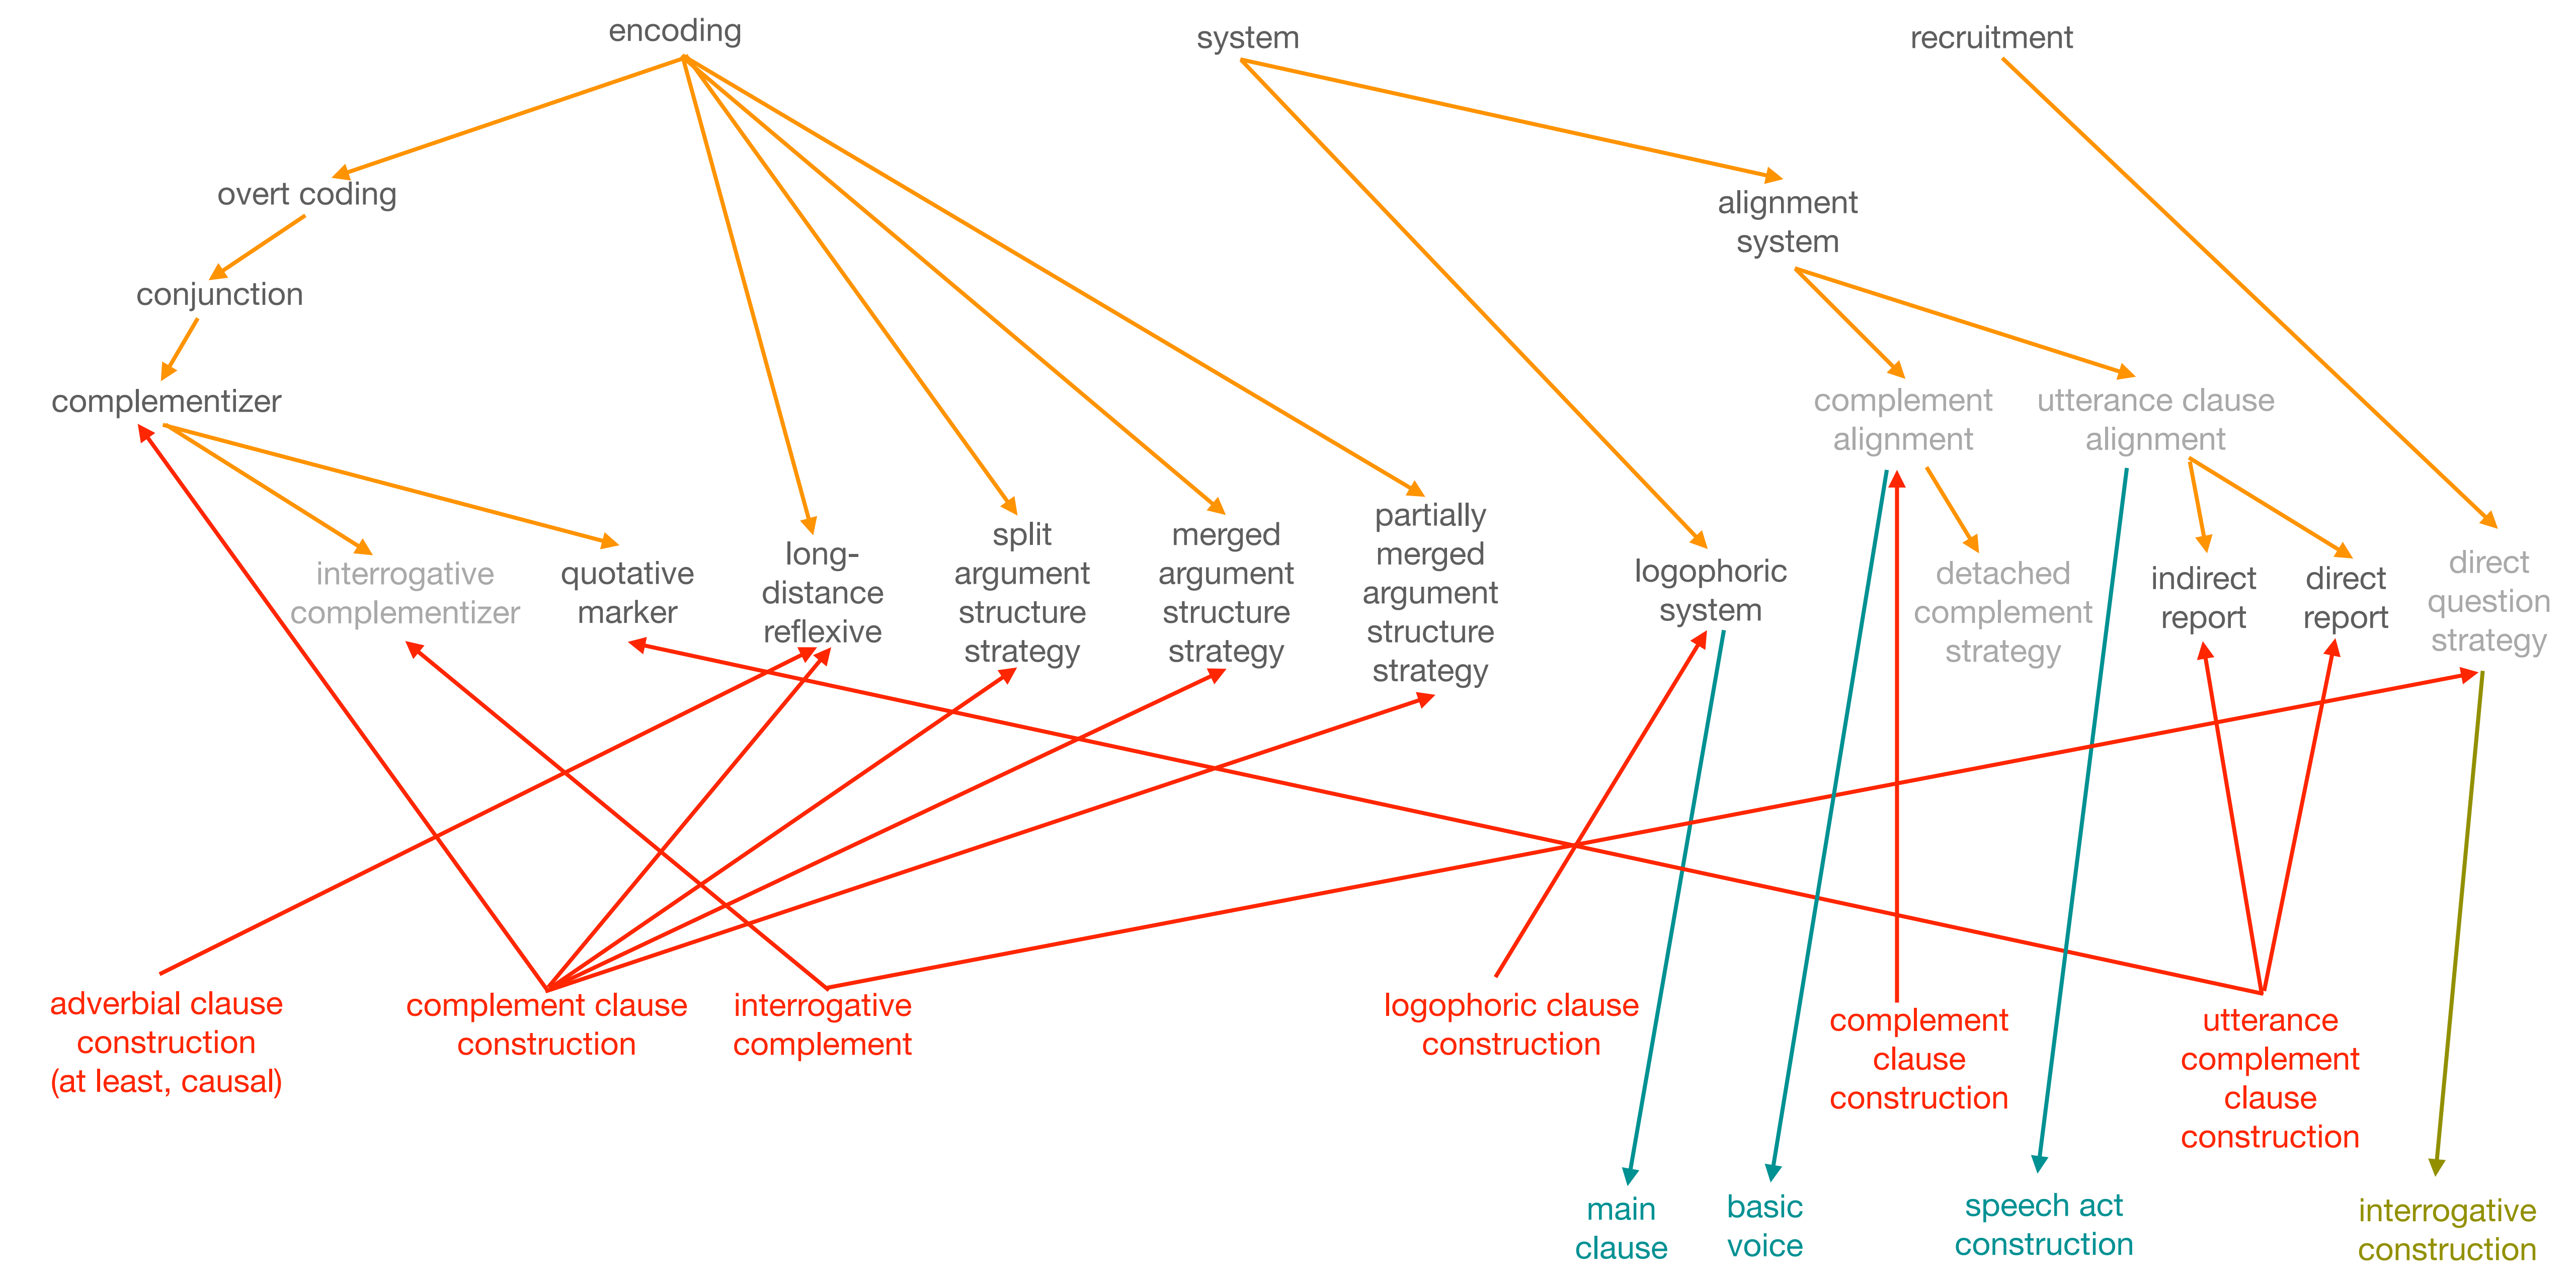 encoding
system
recruitment
overt coding
alignment
system
conjunction
complementizer
complement
alignment
utterance clause
alignment
interrogative
complementizer
quotative
marker
long-
distance
reflexive
split
argument
structure
strategy
merged
argument
structure
strategy
partially
merged
argument
structure
strategy
logophoric
system
detached
complement
strategy
indirect
report
direct
report
direct
question
strategy
adverbial clause
construction
(at least, causal)
complement clause
construction
interrogative
complement
logophoric clause
construction
complement
clause
construction
utterance
complement
clause
construction
main
clause
basic
voice
speech act
construction
interrogative
construction